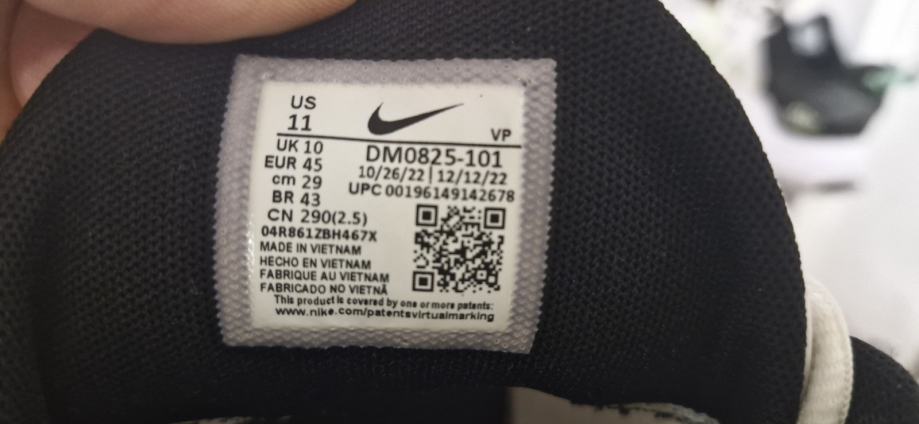 US
11
VP
UK 10
EUR 45
cm 29
BR 43
CN 290(2.5)
DM0825-101
10/26/22 | 12/12/22
UPC 00196149142678
04R861ZBH467X
MADE IN VIETNAM
HECHO EN VIETNAM
FABRIQUE AU VIETNAM
FABRICADO NO VIETNÃ
This product is covered by one or more patents:
www.nike.com/patentsvirtualmarking